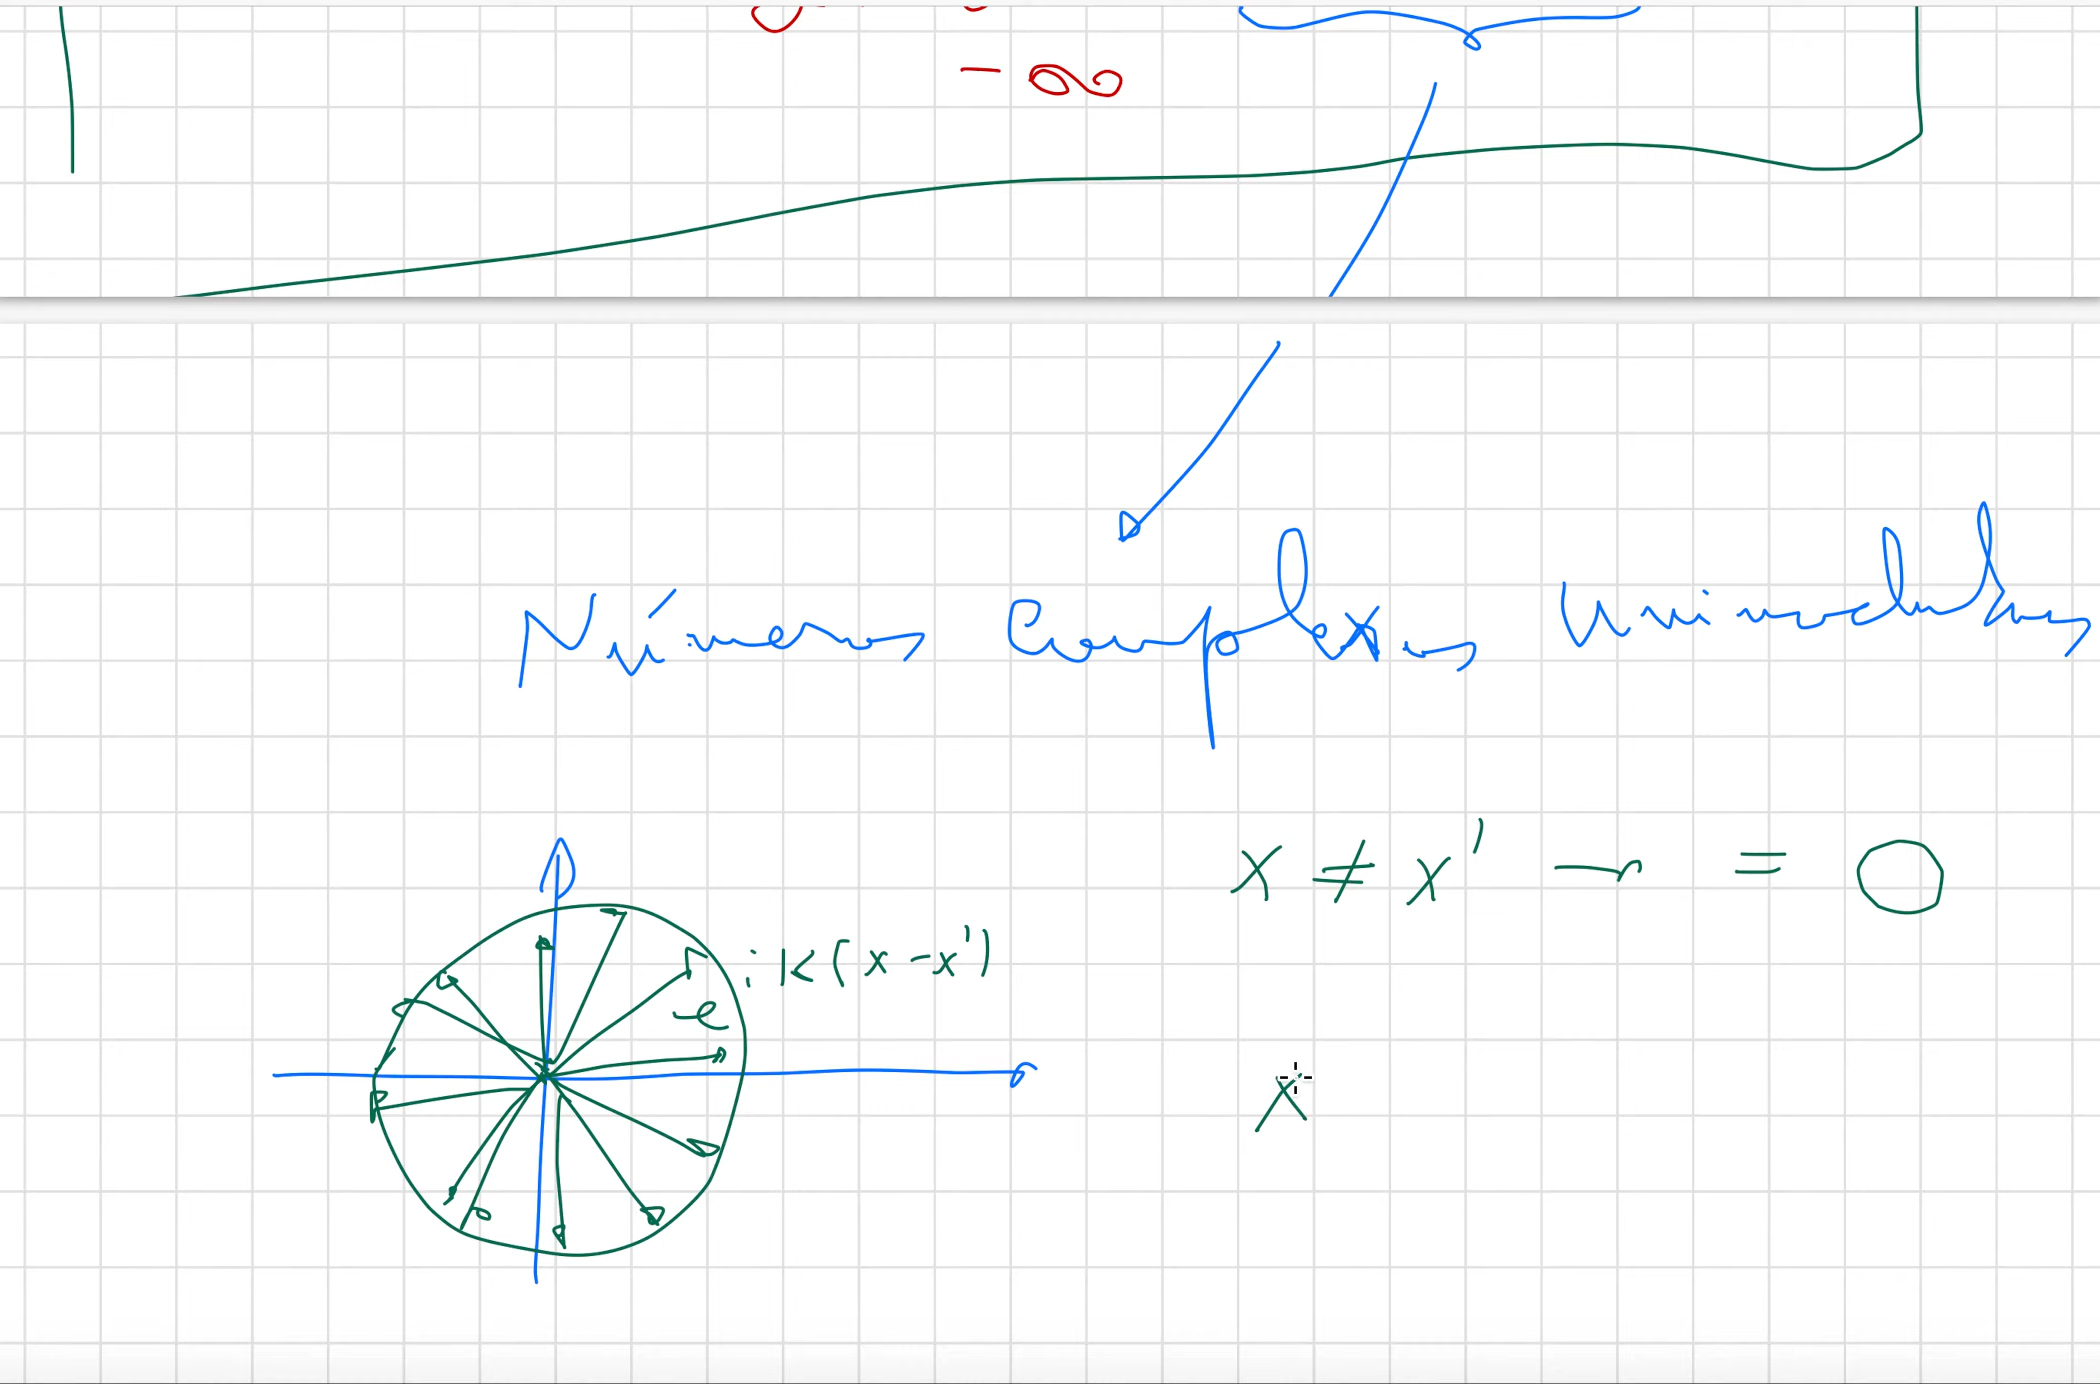 - ∞
Números Complexos Unimodulares
x ≠ x' → = 0
e^{ik(x-x')}
x